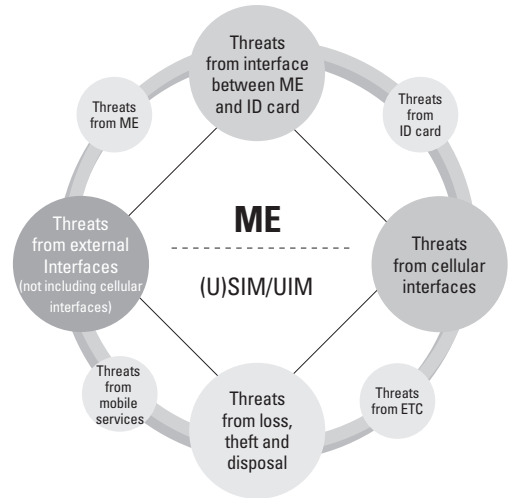 Threats
from interface
between ME
and ID card
Threats
from ME
Threats
from
ID card
Threats
from external
Interfaces
(not including cellular
interfaces)
ME
(U)SIM/UIM
Threats
from cellular
interfaces
Threats
from
mobile
services
Threats
from loss,
theft and
disposal
Threats
from ETC